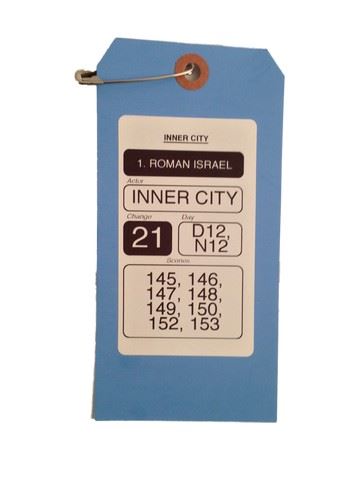 INNER CITY
1. ROMAN ISRAEL
Actor
INNER CITY
Change Day
21
D12,
N12
Scenes
145, 146,
147, 148,
149, 150,
152, 153